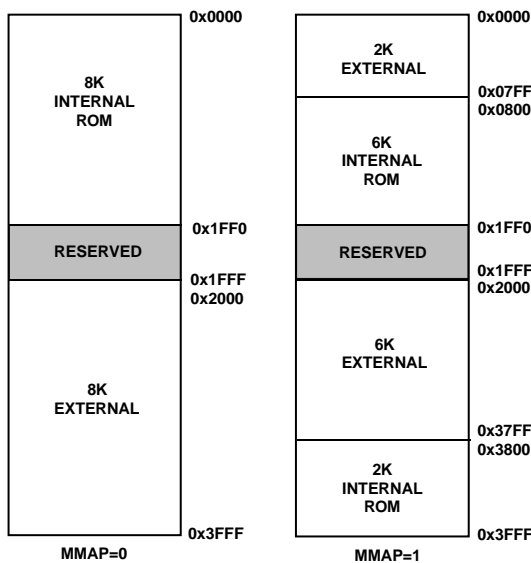 0x0000
8K
INTERNAL
ROM
0x1FF0
RESERVED
0x1FFF
0x2000
8K
EXTERNAL
0x3FFF
MMAP=0
0x0000
2K
EXTERNAL
0x07FF
0x0800
6K
INTERNAL
ROM
0x1FF0
RESERVED
0x1FFF
0x2000
6K
EXTERNAL
0x37FF
0x3800
2K
INTERNAL
ROM
0x3FFF
MMAP=1